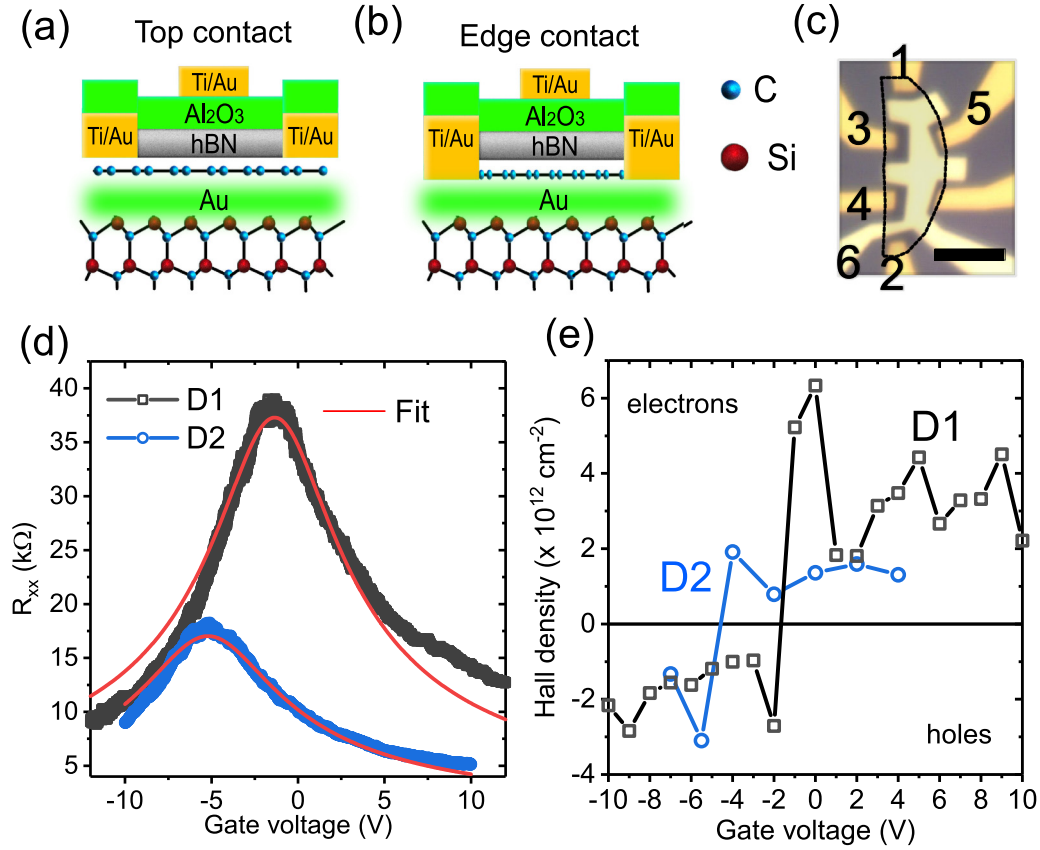 (a)
Top contact
Ti/Au
Al2O3
Ti/Au
hBN
Ti/Au
Au
(b)
Edge contact
Ti/Au
Al2O3
Ti/Au
hBN
Ti/Au
Au
C
Si
(c)
1
5
3
4
6
2
(d)
40
35
30
25
20
15
10
5
Rxx (kΩ)
D1
D2
Fit
-10
-5
0
5
10
Gate voltage (V)
(e)
6
4
2
0
-2
-4
Hall density (x 10^12 cm^-2)
electrons
D1
D2
holes
-10
-8
-6
-4
-2
0
2
4
6
8
10
Gate voltage (V)